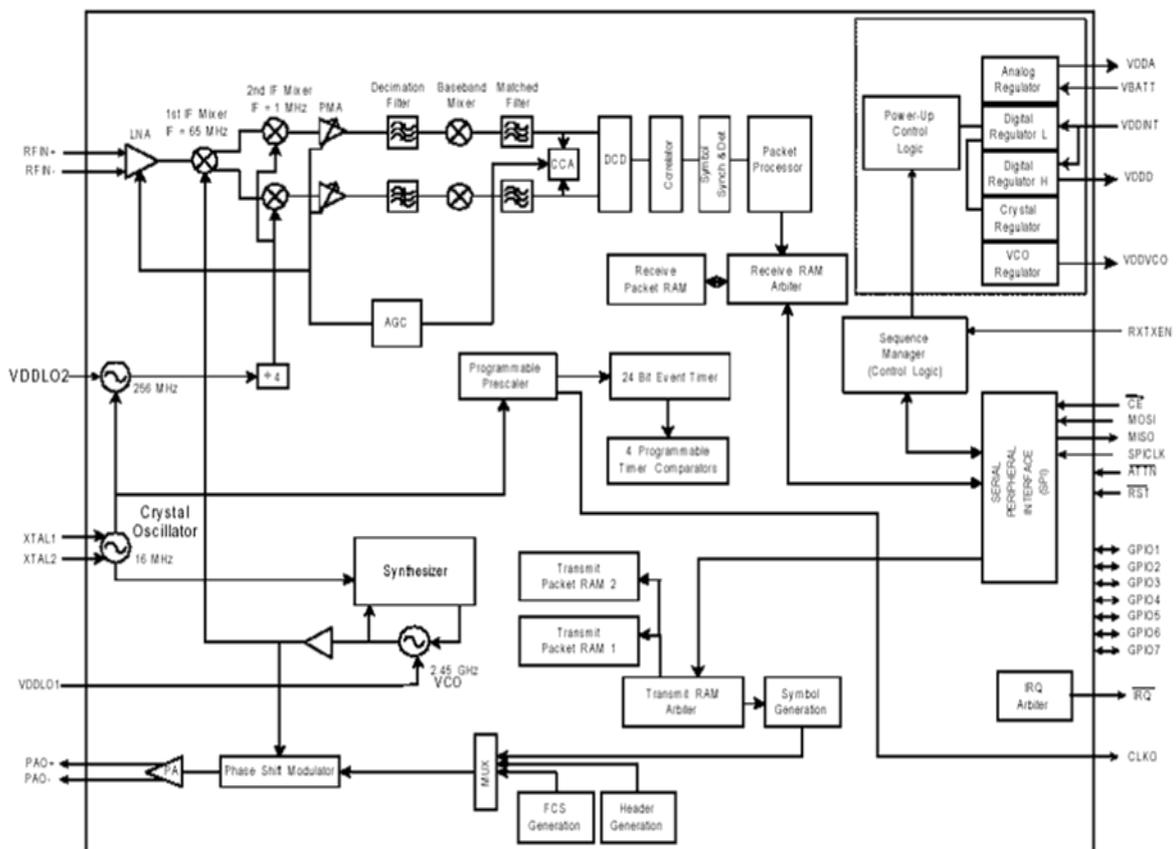 2nd IF Mixer
IF = 1 MHz
PMA
Decimation
Filter
Baseband
Mixer
Matched
Filter
1st IF Mixer
IF = 65 MHz
LNA
RFIN+
RFIN-
CCA
DCD
Correlator
Symbol
Synch & Det
Packet
Processor
Power-Up
Control
Logic
Analog
Regulator
Digital
Regulator L
Digital
Regulator H
Crystal
Regulator
VCO
Regulator
VDDA
VBATT
VDDINT
VDDD
VDDVCO
Receive
Packet RAM
Receive RAM
Arbiter
AGC
Sequence
Manager
(Control Logic)
RXTXEN
VDDLO2
256 MHz
÷ 4
Programmable
Prescaler
24 Bit Event Timer
4 Programmable
Timer Comparators
SERIAL
PERIPHERAL
INTERFACE
(SPI)
CE
MOSI
MISO
SPICLK
ATTN
RST
Crystal
Oscillator
XTAL1
XTAL2
16 MHz
Synthesizer
Transmit
Packet RAM 2
Transmit
Packet RAM 1
GPIO1
GPIO2
GPIO3
GPIO4
GPIO5
GPIO6
GPIO7
2.45 GHz
VCO
VDDLO1
Transmit RAM
Arbiter
Symbol
Generation
IRQ
Arbiter
IRQ
PAO+
PAO-
PA
Phase Shift Modulator
MUX
FCS
Generation
Header
Generation
CLKO